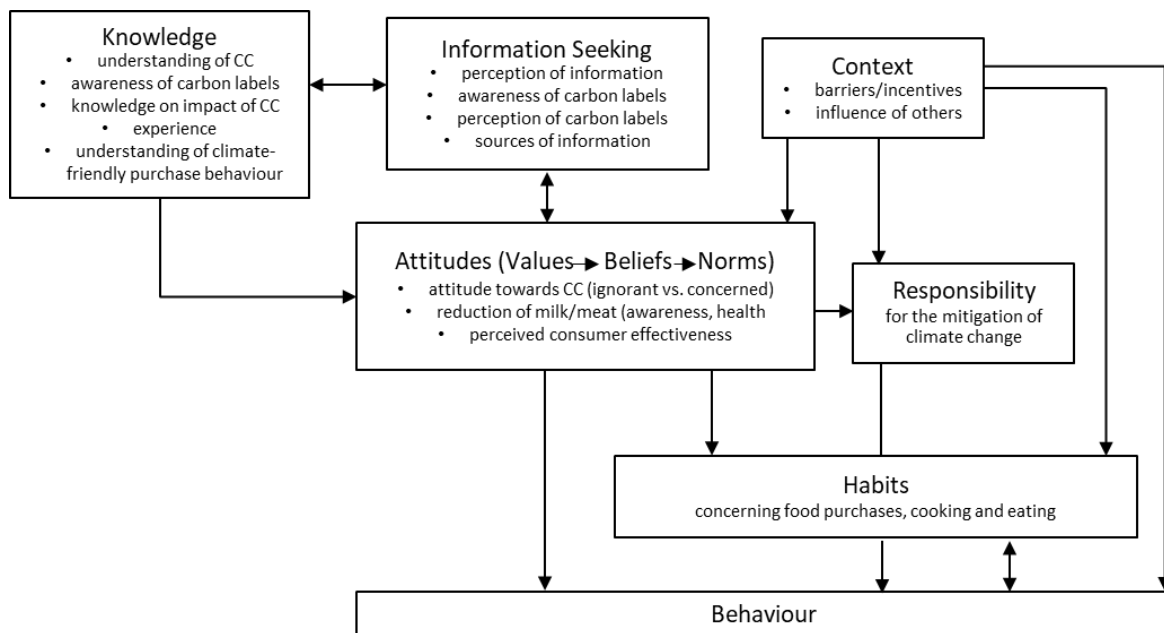 Knowledge
• understanding of CC
• awareness of carbon labels
• knowledge on impact of CC
• experience
• understanding of climate-
friendly purchase behaviour
Information Seeking
• perception of information
• awareness of carbon labels
• perception of carbon labels
• sources of information
Context
• barriers/incentives
• influence of others
Attitudes (Values→Beliefs→Norms)
• attitude towards CC (ignorant vs. concerned)
• reduction of milk/meat (awareness, health
• perceived consumer effectiveness
Responsibility
for the mitigation of
climate change
Habits
concerning food purchases, cooking and eating
Behaviour